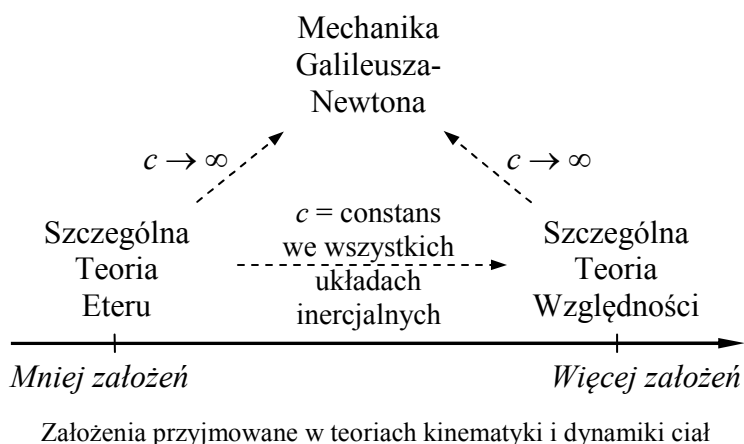 Mechanika
Galileusza-
Newtona
c → ∞
c → ∞
Szczególna
Teoria
Eteru
c = constans
we wszystkich
układach
inercjalnych
Szczególna
Teoria
Względności
Mniej założeń
Więcej założeń
Założenia przyjmowane w teoriach kinematyki i dynamiki ciał